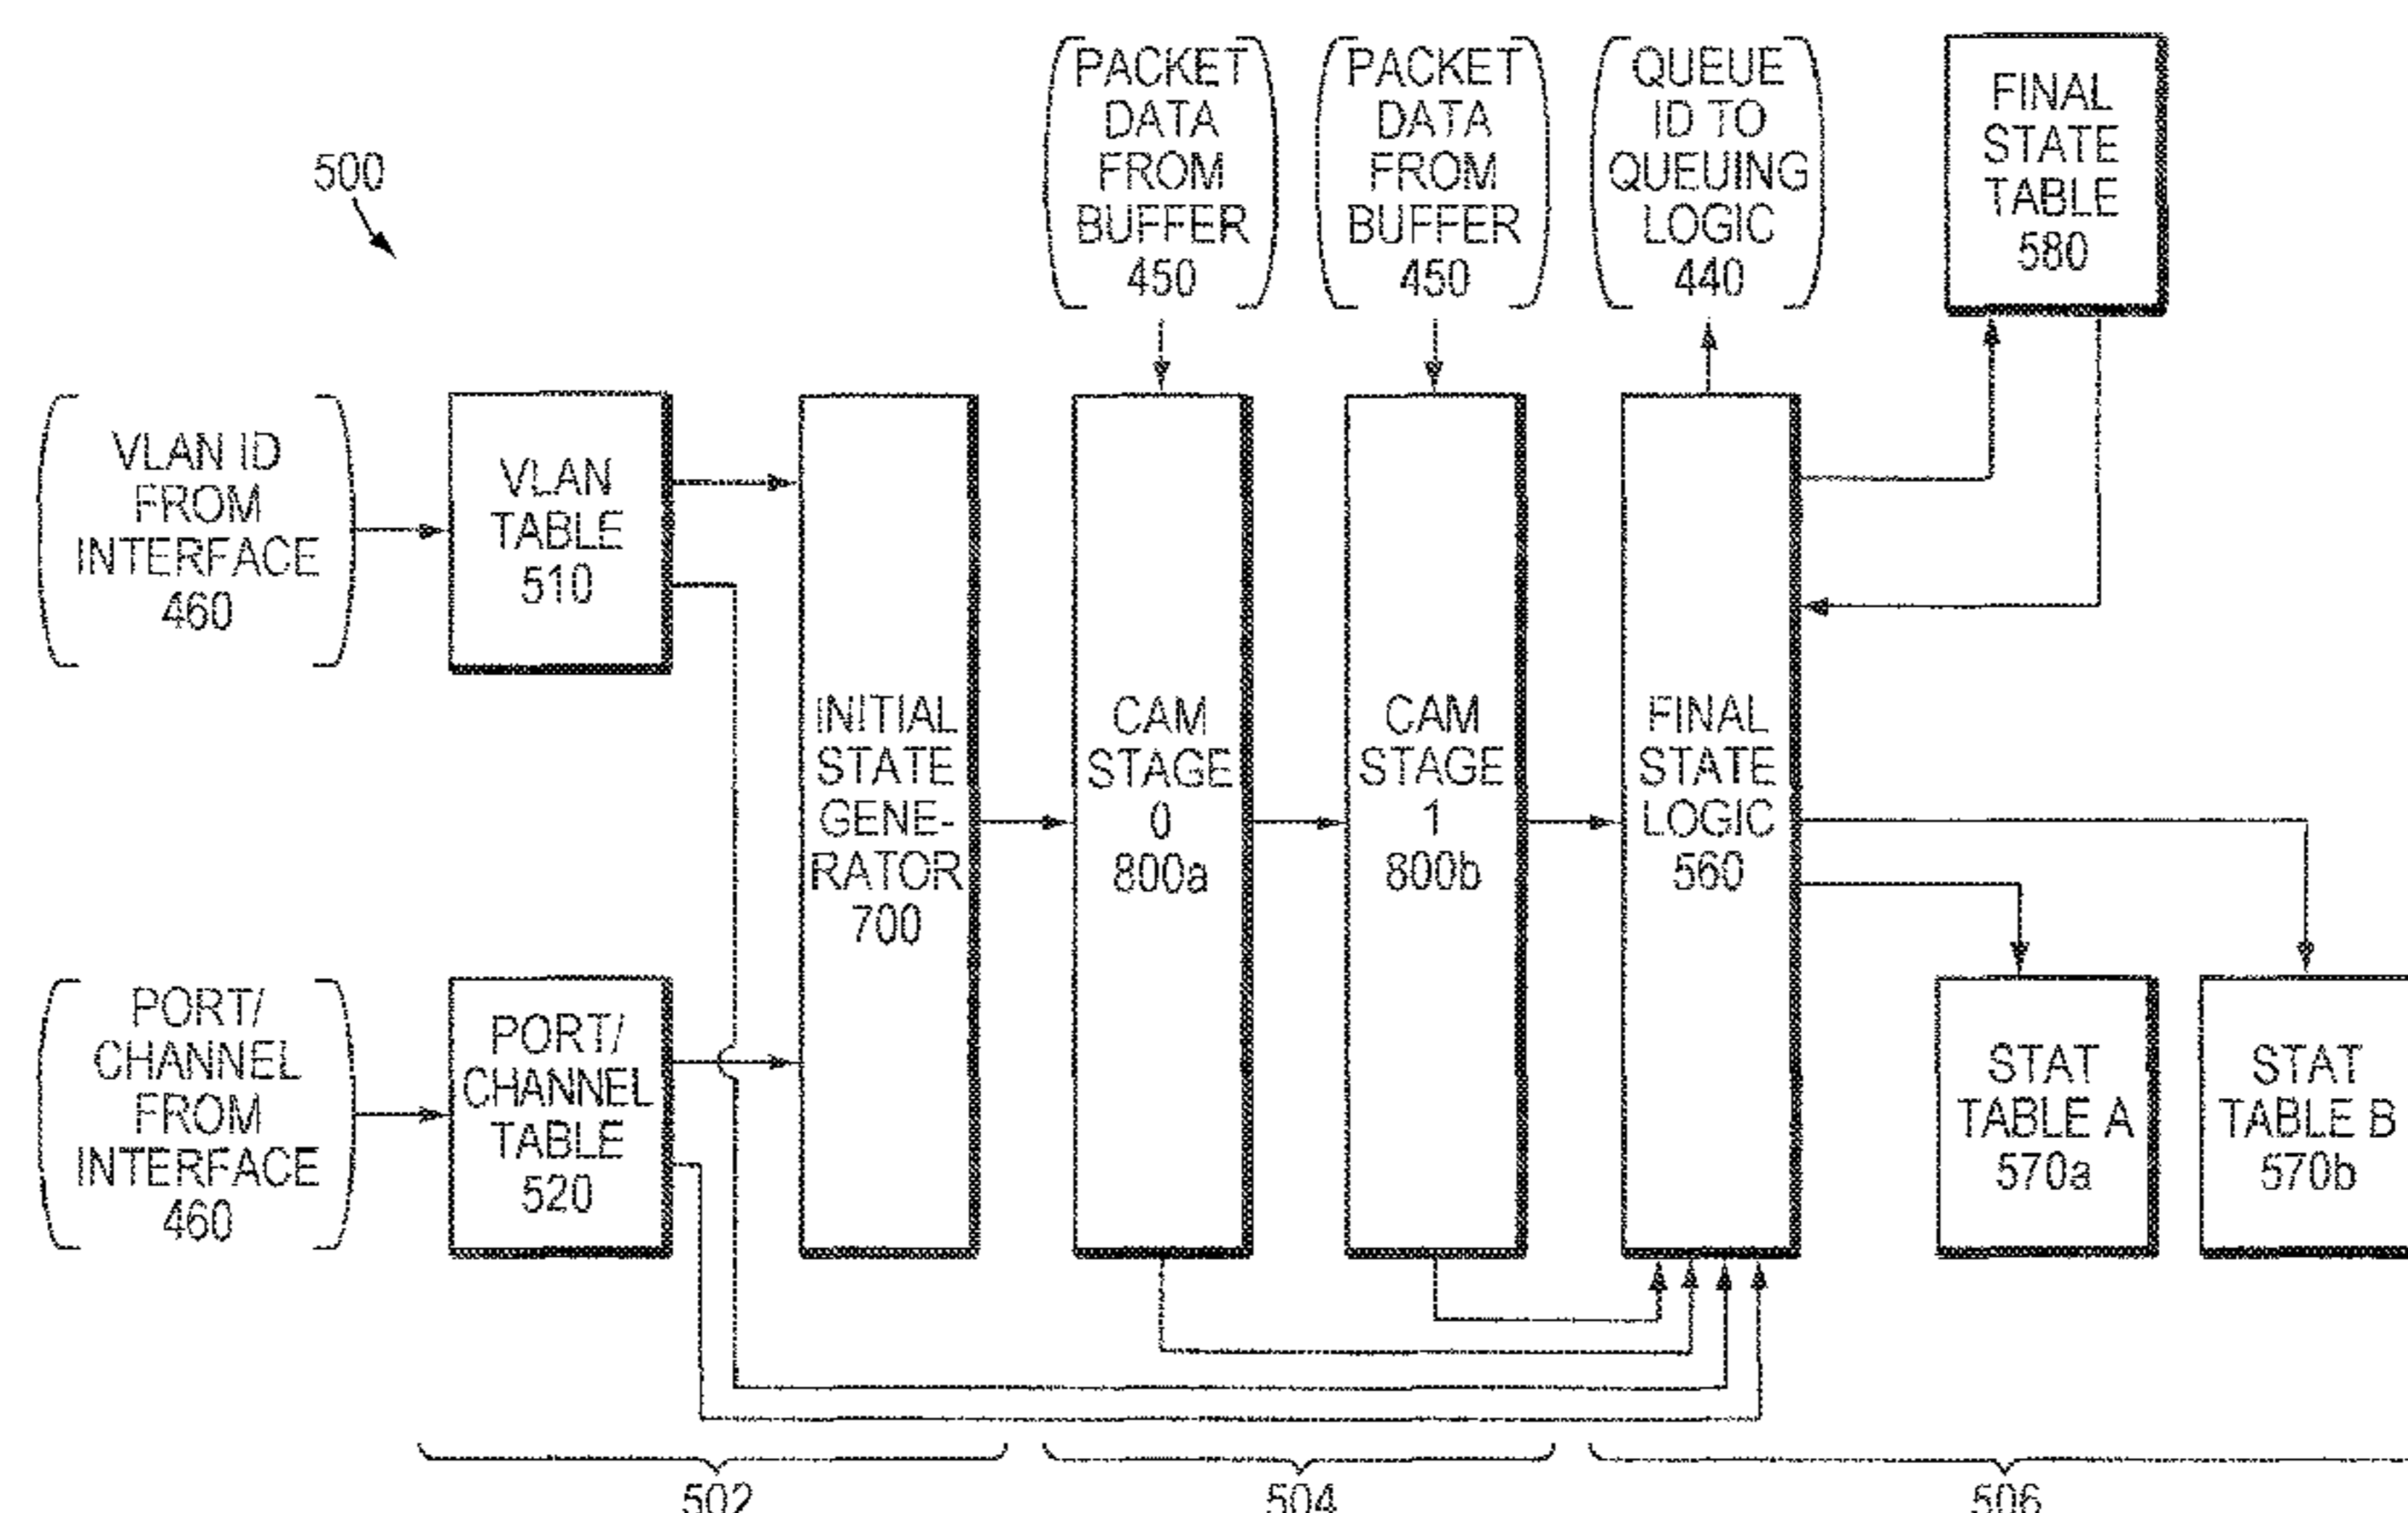 500
PACKET
DATA
FROM
BUFFER
450
PACKET
DATA
FROM
BUFFER
450
QUEUE
ID TO
QUEUING
LOGIC
440
FINAL
STATE
TABLE
580
VLAN ID
FROM
INTERFACE
460
VLAN
TABLE
510
INITIAL
STATE
GENE-
RATOR
700
CAM
STAGE
0
800a
CAM
STAGE
1
800b
FINAL
STATE
LOGIC
560
PORT/
CHANNEL
FROM
INTERFACE
460
PORT/
CHANNEL
TABLE
520
STAT
TABLE A
570a
STAT
TABLE B
570b
502
504
506